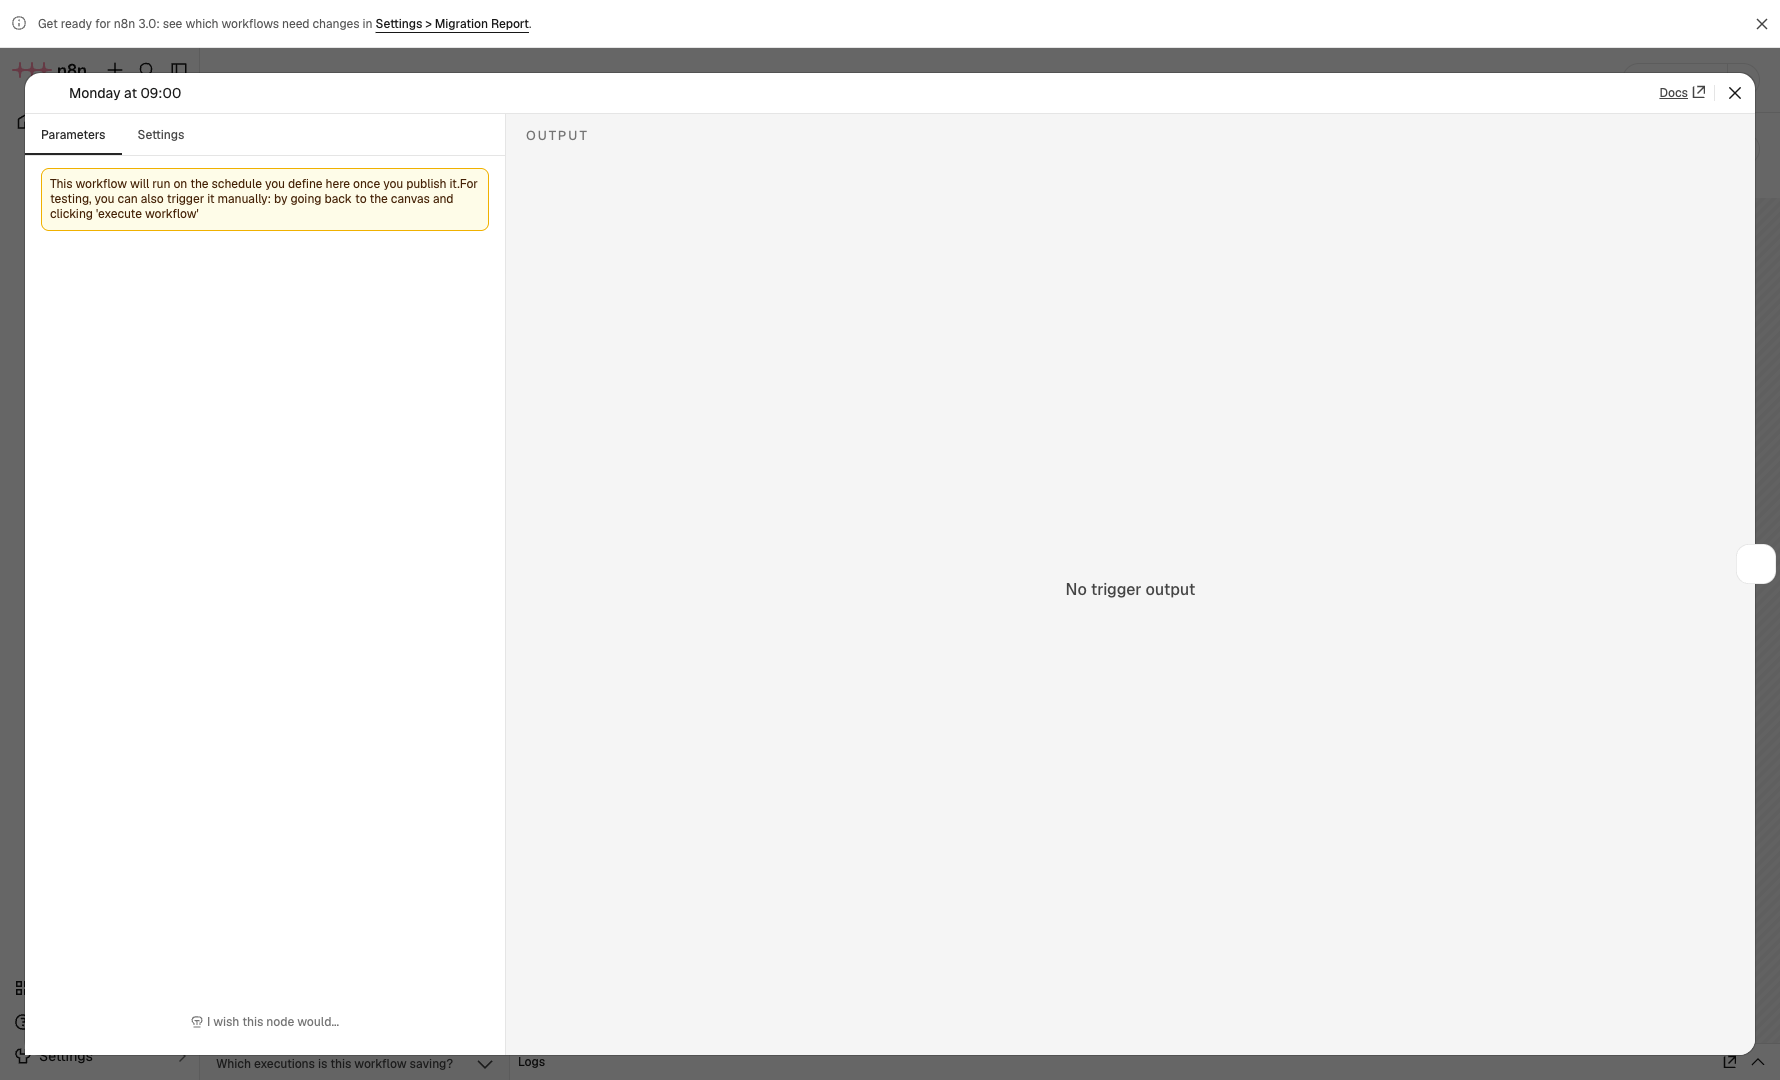 Get ready for n8n 3.0: see which workflows need changes in Settings > Migration Report.
n8n
Monday at 09:00
Docs
Parameters
Settings
OUTPUT
This workflow will run on the schedule you define here once you publish it.For
testing, you can also trigger it manually: by going back to the canvas and
clicking 'execute workflow'
No trigger output
I wish this node would...
Settings
Which executions is this workflow saving?
Logs